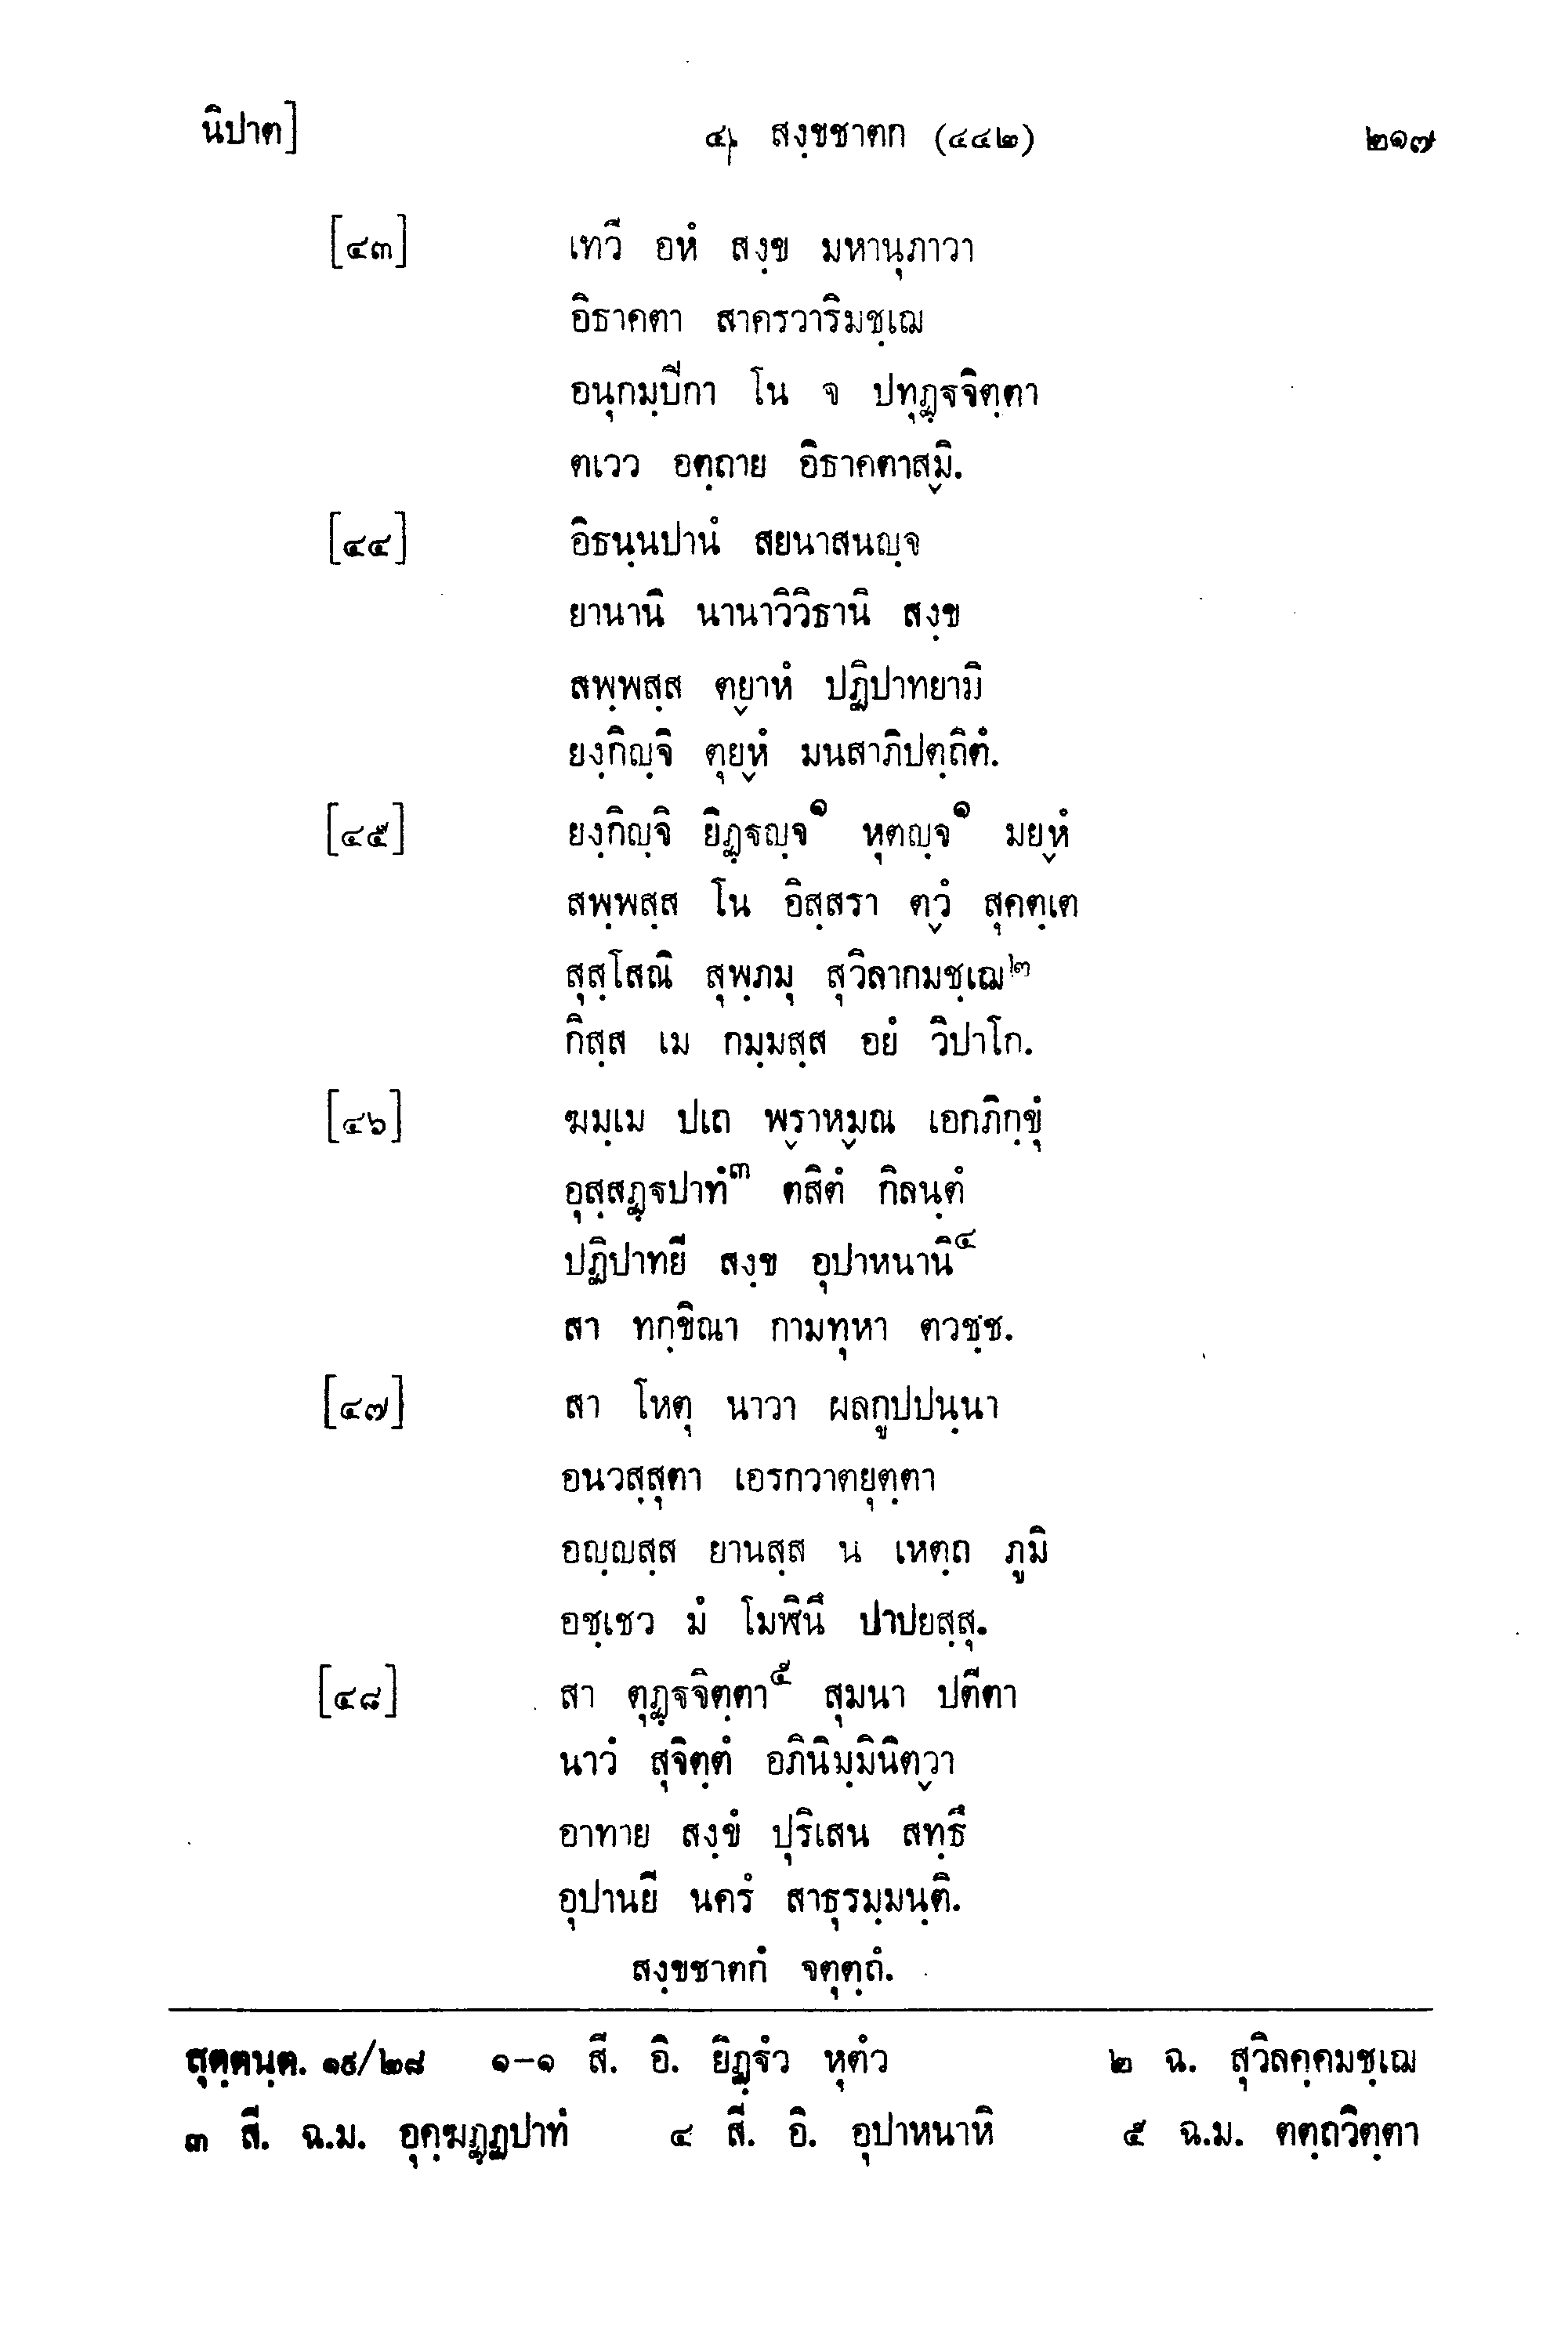 นิปาต] ๔. สงฺขชาตก (๔๔๒) ๒๑๗
[๔๓] เทวี อหํ สงฺข มหานุภาวา
อิธาคตา สาครวาริมชฺเฌ
อนุกมฺปิกา โน จ ปทุฏฺฐจิตฺตา
ตเวว อตฺถาย อิธาคตาสฺมิ.
[๔๔] อิธนฺนปานํ สยนาสนญฺจ
ยานานิ นานาวิวิธานิ สงฺข
สพฺพสฺส ตฺยาหํ ปฏิปาทยามิ
ยงฺกิญฺจิ ตุยฺหํ มนสาภิปตฺถิตํ.
[๔๕] ยงฺกิญฺจิ ยิฏฺฐญฺจ๑ หุตญฺจ๑ มยฺหํ
สพฺพสฺส โน อิสฺสรา ตฺวํ สุคตฺเต
สุสฺโสณิ สุพฺภมุ สุวิลากมชฺเฌ๒
กิสฺส เม กมฺมสฺส อยํ วิปาโก.
[๔๖] ฆมฺเม ปเถ พฺราหฺมณ เอกภิกฺขุํ
อุสฺสฏฺฐปาทํ๓ ตสิตํ กิลนฺตํ
ปฏิปาทยี สงฺข อุปาหนานิ๔
สา ทกฺขิณา กามทุหา ตวชฺช.
[๔๗] สา โหตุ นาวา ผลกูปปนฺนา
อนวสฺสุตา เอรกวาตยุตฺตา
อญฺญสฺส ยานสฺส น เหตฺถ ภูมิ
อชฺเชว มํ โมฬินึ ปาปยสฺสุ.
[๔๘] สา ตุฏฺฐจิตฺตา๕ สุมนา ปตีตา
นาวํ สุจิตฺตํ อภินิมฺมินิตฺวา
อาทาย สงฺขํ ปุริเสน สทฺธึ
อุปานยี นครํ สาธุรมฺมนฺติ.
สงฺขชาตกํ จตุตฺถํ.
สุตฺตนฺต. ๑๙/๒๘ ๑-๑ สี. อิ. ยิฏฺฐํว หุตํว ๒ ฉ. สุวิลคฺคมชฺเฌ
๓ สี. ฉ.ม. อุคฺฆฏฺฏปาทํ ๔ สี. อิ. อุปาหนาหิ ๕ ฉ.ม. ตตฺถวิตฺตา